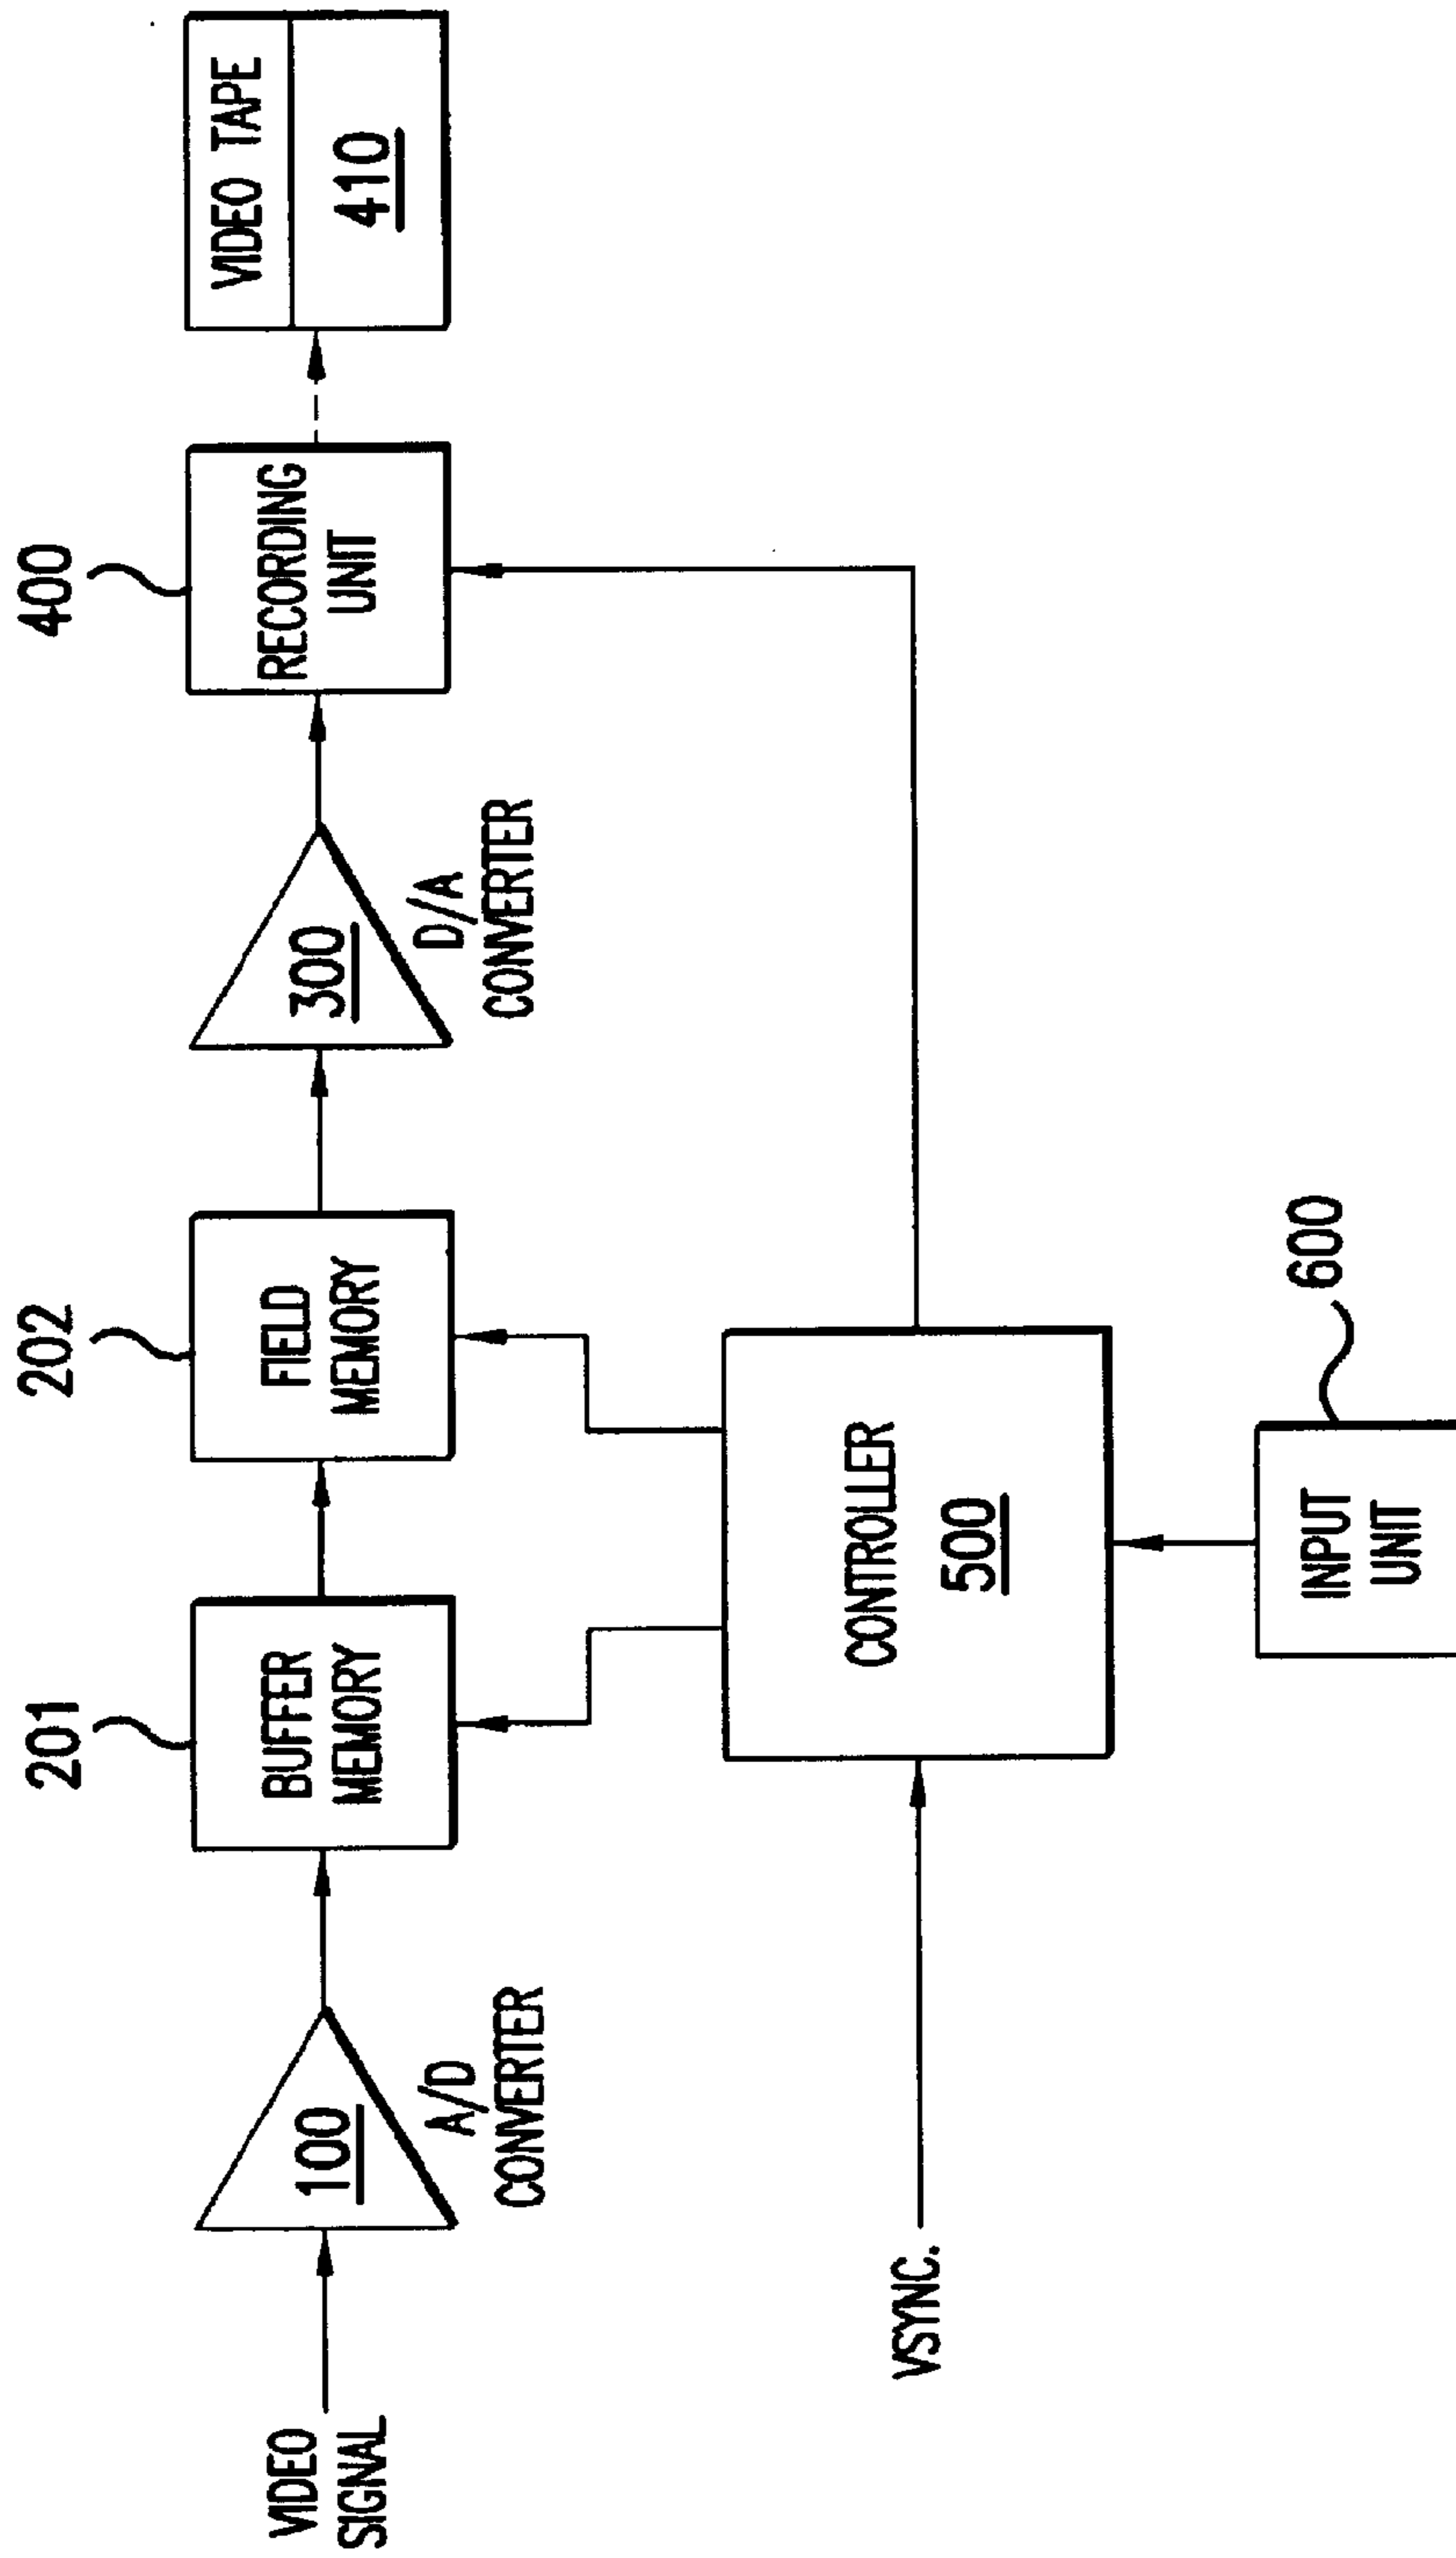 201
202
400
VIDEO
SIGNAL
100
A/D
CONVERTER
BUFFER
MEMORY
FIELD
MEMORY
300
D/A
CONVERTER
RECORDING
UNIT
VIDEO TAPE
410
VSYNC.
CONTROLLER
500
INPUT
UNIT
600